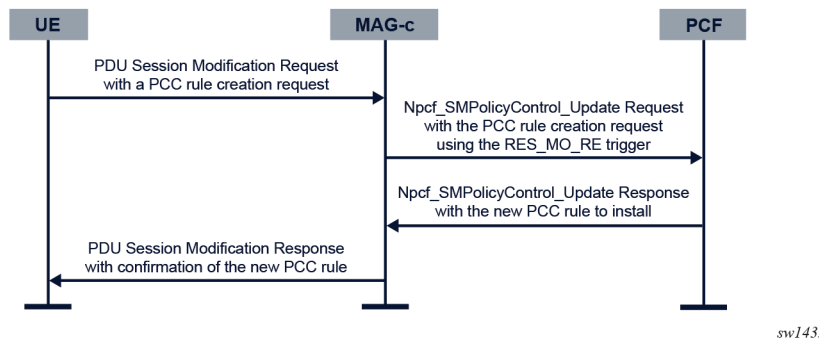 UE
MAG-c
PCF
PDU Session Modification Request
with a PCC rule creation request
Npcf_SMPolicyControl_Update Request
with the PCC rule creation request
using the RES_MO_RE trigger
Npcf_SMPolicyControl_Update Response
with the new PCC rule to install
PDU Session Modification Response
with confirmation of the new PCC rule
sw143.